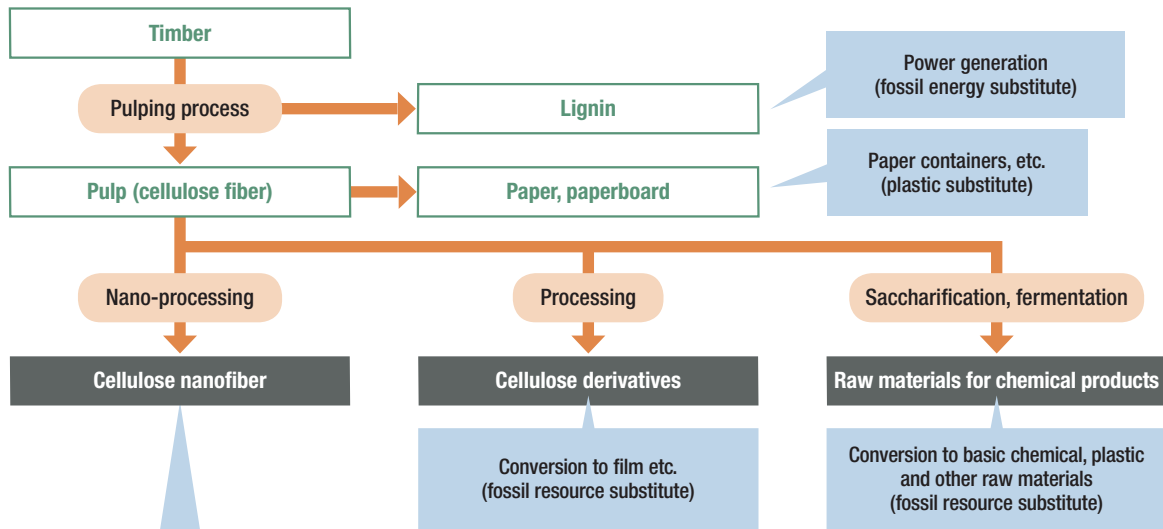 Timber
Power generation
(fossil energy substitute)
Pulping process
Lignin
Paper containers, etc.
(plastic substitute)
Pulp (cellulose fiber)
Paper, paperboard
Nano-processing
Processing
Saccharification, fermentation
Cellulose nanofiber
Cellulose derivatives
Raw materials for chemical products
Conversion to film etc.
(fossil resource substitute)
Conversion to basic chemical, plastic
and other raw materials
(fossil resource substitute)